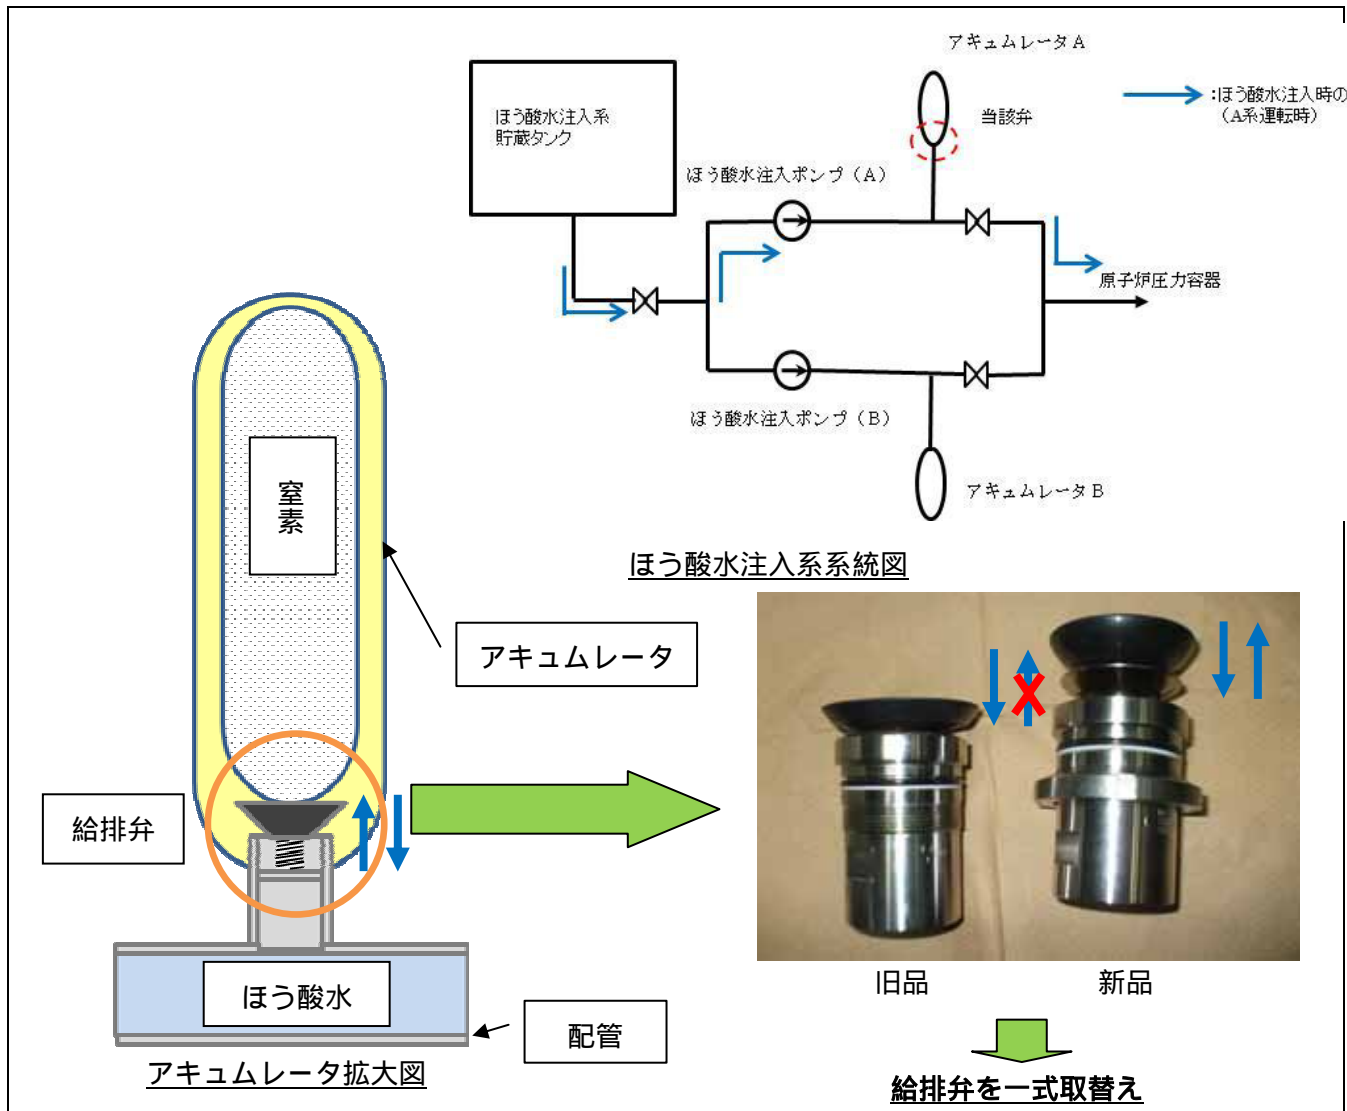 アキュムレータA
ほう酸水注入系
貯蔵タンク
当該弁
:ほう酸水注入時の
(A系運転時)
ほう酸水注入ポンプ(A)
原子炉圧力容器
ほう酸水注入ポンプ(B)
アキュムレータB
ほう酸水注入系系統図
窒素
アキュムレータ
給排弁
ほう酸水
配管
アキュムレータ拡大図
旧品
新品
給排弁を一式取替え